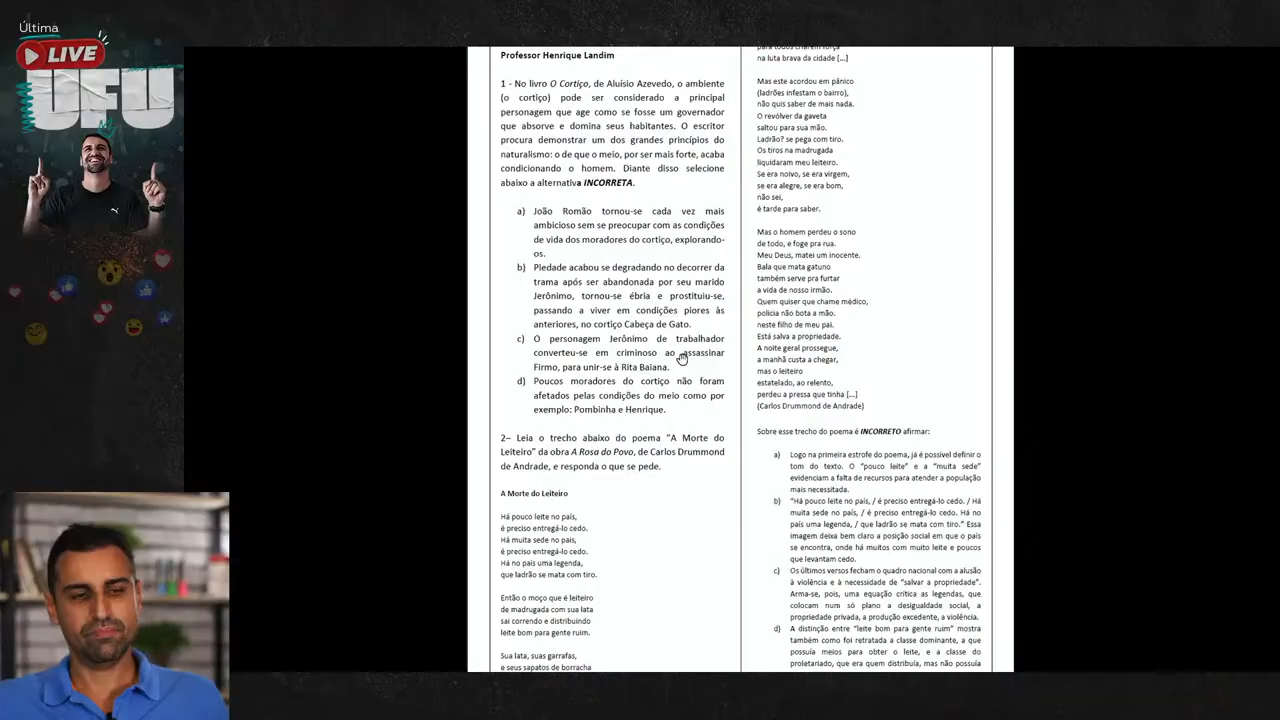 Última
LIVE
UFU
Professor Henrique Landim
1 - No livro O Cortiço, de Aluísio Azevedo, o ambiente
(o cortiço) pode ser considerado a principal
personagem que age como se fosse um governador
que absorve e domina seus habitantes. O escritor
procura demonstrar um dos grandes princípios do
naturalismo: o de que o meio, por ser mais forte, acaba
condicionando o homem. Diante disso selecione
abaixo a alternativa INCORRETA.
a) João Romão tornou-se cada vez mais
ambicioso sem se preocupar com as condições
de vida dos moradores do cortiço, explorando-
os.
b) Piedade acabou se degradando no decorrer da
trama após ser abandonada por seu marido
Jerônimo, tornou-se ébria e prostituiu-se,
passando a viver em condições piores às
anteriores, no cortiço Cabeça de Gato.
c) O personagem Jerônimo de trabalhador
converteu-se em criminoso ao assassinar
Firmo, para unir-se à Rita Baiana.
d) Poucos moradores do cortiço não foram
afetados pelas condições do meio como por
exemplo: Pombinha e Henrique.
2– Leia o trecho abaixo do poema "A Morte do
Leiteiro" da obra A Rosa do Povo, de Carlos Drummond
de Andrade, e responda o que se pede.
A Morte do Leiteiro
Há pouco leite no país,
é preciso entregá-lo cedo.
Há muita sede no país,
é preciso entregá-lo cedo.
Há no país uma legenda,
que ladrão se mata com tiro.
Então o moço que é leiteiro
de madrugada com sua lata
sai correndo e distribuindo
leite bom para gente ruim.
Sua lata, suas garrafas,
e seus sapatos de borracha
para todos criarem força
na luta brava da cidade [...]
Mas este acordou em pânico
(ladrões infestam o bairro),
não quis saber de mais nada.
O revólver da gaveta
saltou para sua mão.
Ladrão? se pega com tiro.
Os tiros na madrugada
liquidaram meu leiteiro.
Se era noivo, se era virgem,
se era alegre, se era bom,
não sei,
é tarde para saber.
Mas o homem perdeu o sono
de todo, e foge pra rua.
Meu Deus, matei um inocente.
Bala que mata gatuno
também serve pra furtar
a vida de nosso irmão.
Quem quiser que chame médico,
polícia não bota a mão.
neste filho de meu pai.
Está salva a propriedade.
A noite geral prossegue,
a manhã custa a chegar,
mas o leiteiro
estatelado, ao relento,
perdeu a pressa que tinha [...]
(Carlos Drummond de Andrade)
Sobre esse trecho do poema é INCORRETO afirmar:
a) Logo na primeira estrofe do poema, já é possível definir o
tom do texto. O "pouco leite" e a "muita sede"
evidenciam a falta de recursos para atender a população
mais necessitada.
b) "Há pouco leite no país, / é preciso entregá-lo cedo. / Há
muita sede no país, / é preciso entregá-lo cedo. Há no
país uma legenda, / que ladrão se mata com tiro." Essa
imagem deixa bem claro a posição social em que o país
se encontra, onde há muitos com muito leite e poucos
que levantam cedo.
c) Os últimos versos fecham o quadro nacional com a alusão
à violência e à necessidade de "salvar a propriedade".
Arma-se, pois, uma equação crítica as legendas, que
colocam num só plano a desigualdade social, a
propriedade privada, a produção excedente, a violência.
d) A distinção entre "leite bom para gente ruim" mostra
também como foi retratada a classe dominante, a que
possuía meios para obter o leite, e a classe do
proletariado, que era quem distribuía, mas não possuía